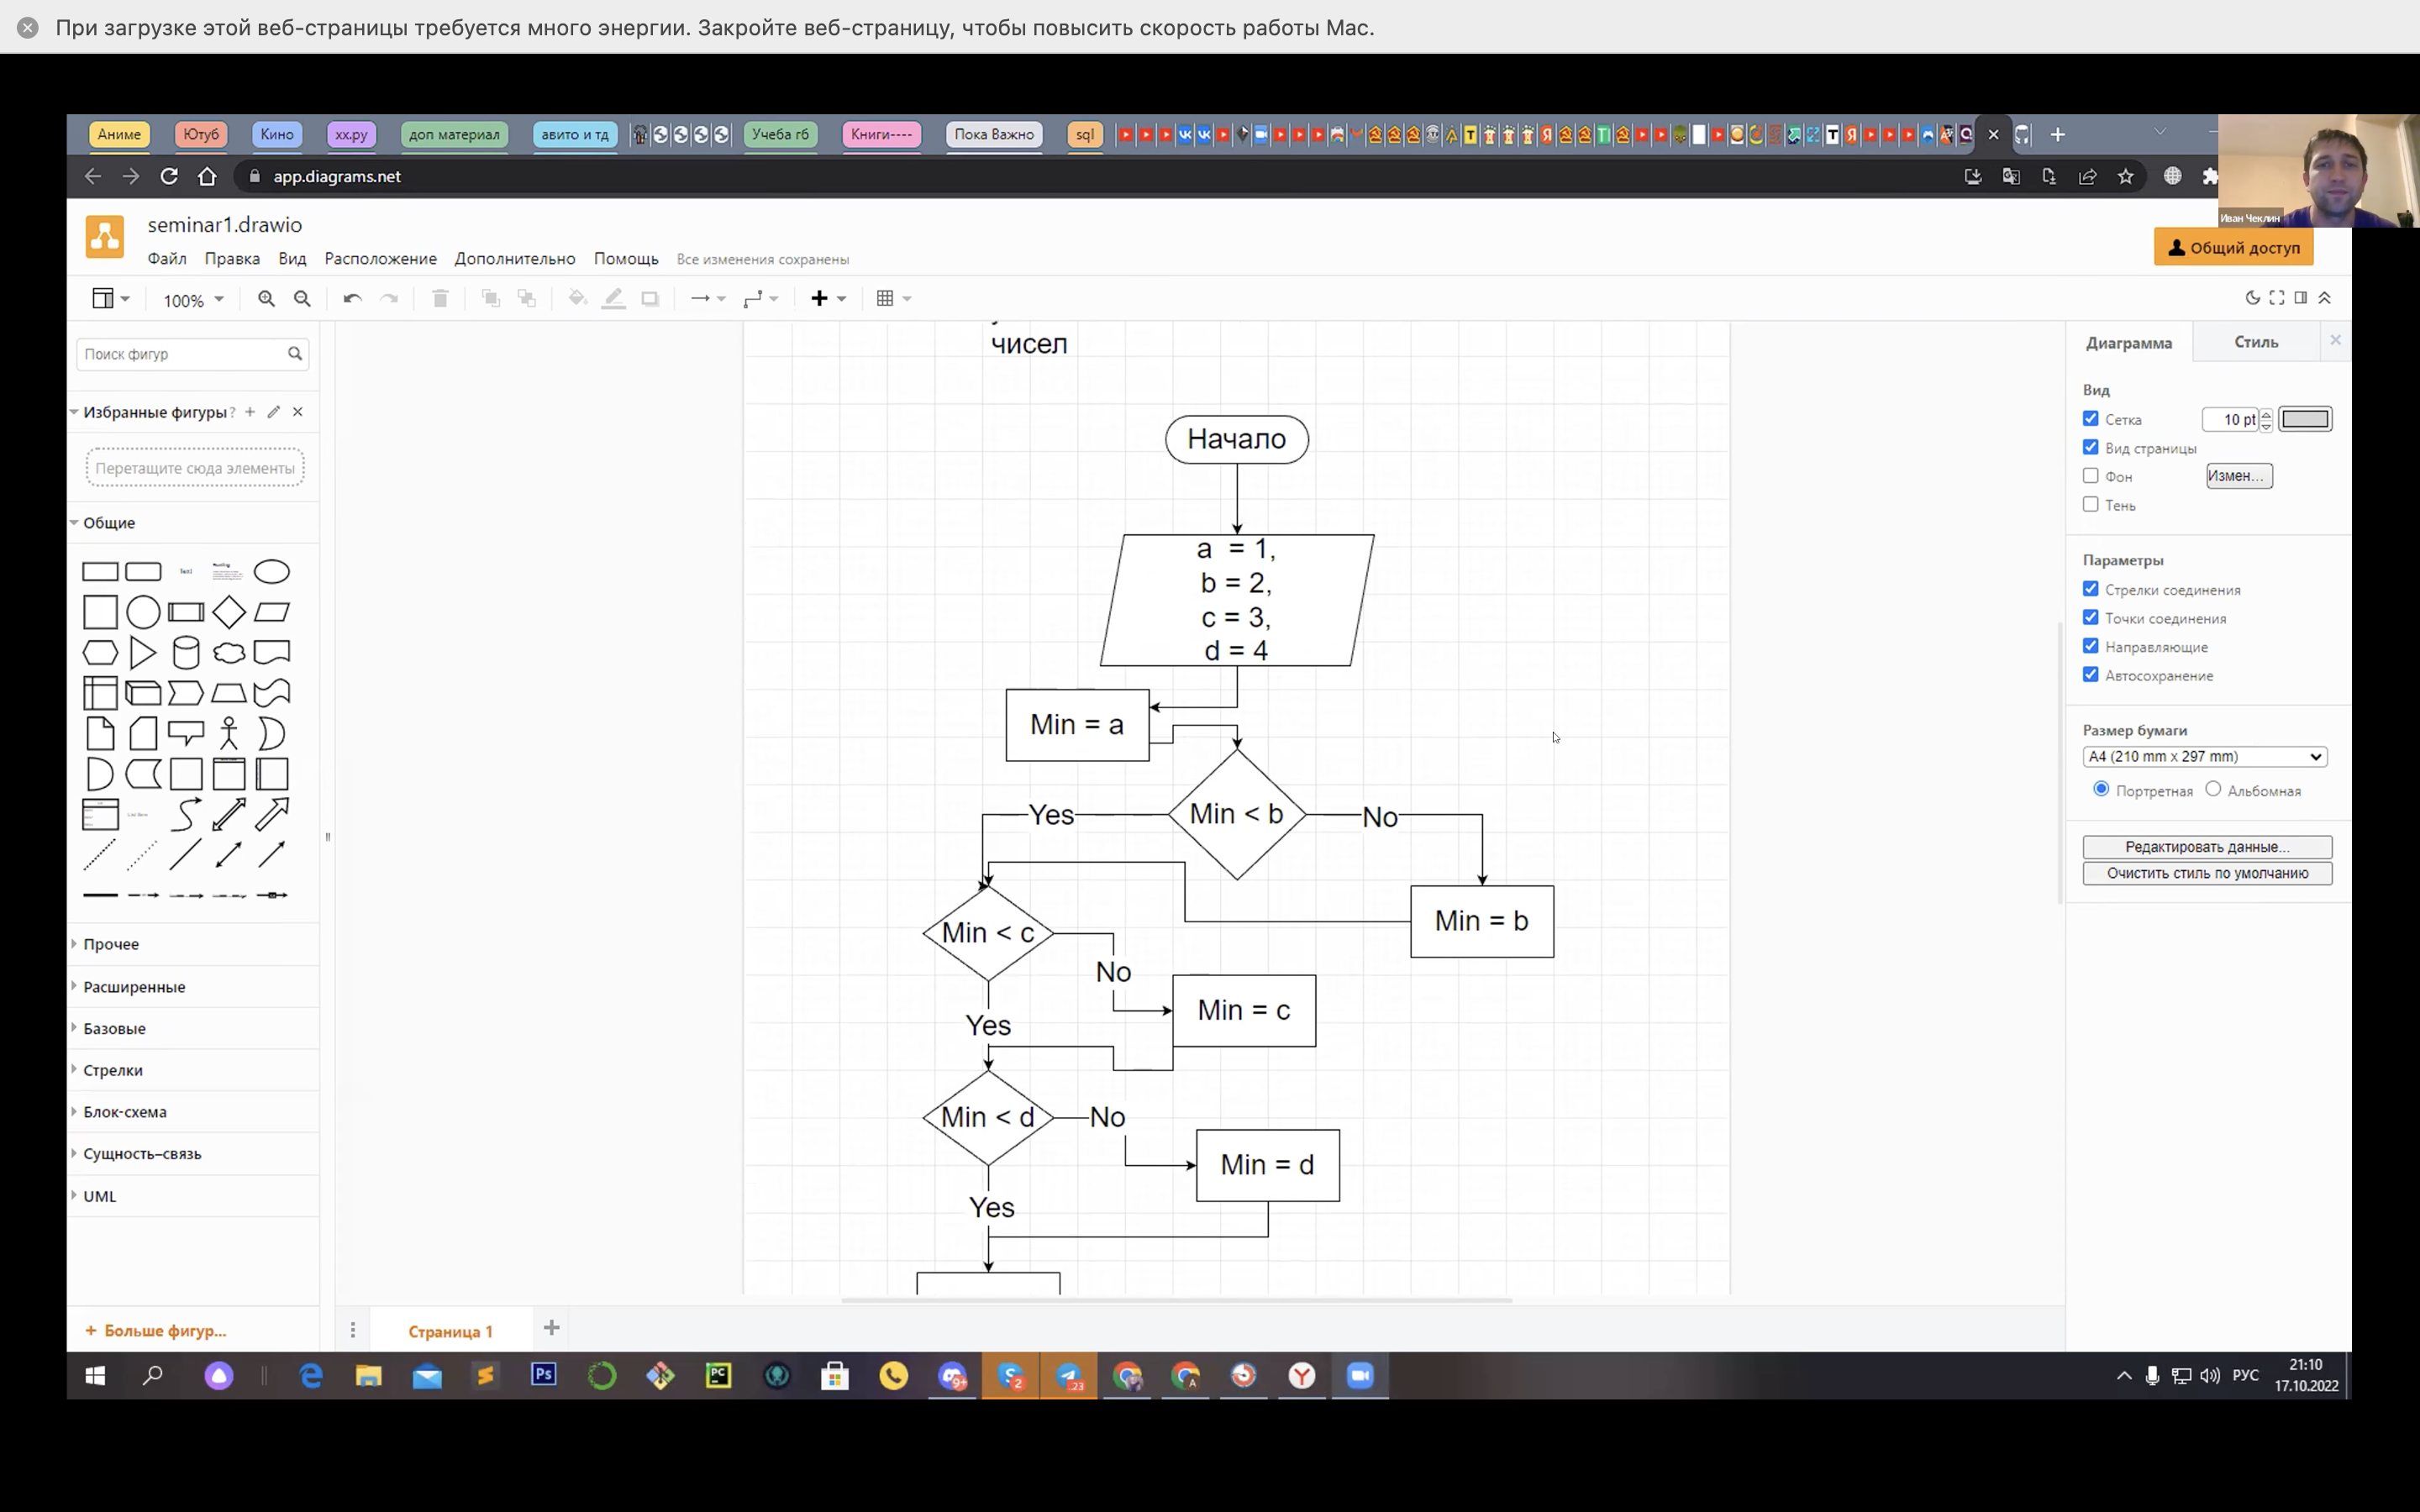 При загрузке этой веб-страницы требуется много энергии. Закройте веб-страницу, чтобы повысить скорость работы Mac.
Аниме Ютуб Кино хх.ру доп материал авито и тд Учеба гб Книги---- Пока Важно sql
app.diagrams.net
Иван Чеклин
seminar1.drawio
Файл Правка Вид Расположение Дополнительно Помощь Все изменения сохранены
Общий доступ
100%
Поиск фигур
Избранные фигуры ?
Перетащите сюда элементы
Общие
Text
Прочее
Расширенные
Базовые
Стрелки
Блок-схема
Сущность–связь
UML
+ Больше фигур...
чисел
Начало
a = 1,
b = 2,
c = 3,
d = 4
Min = a
Min < b
Yes
No
Min = b
Min < c
No
Min = c
Yes
Min < d
No
Min = d
Yes
Страница 1
Диаграмма Стиль
Вид
Сетка 10 pt
Вид страницы
Фон Измен...
Тень
Параметры
Стрелки соединения
Точки соединения
Направляющие
Автосохранение
Размер бумаги
A4 (210 mm x 297 mm)
Портретная Альбомная
Редактировать данные...
Очистить стиль по умолчанию
Ps
PC
9+
2
23
РУС
21:10
17.10.2022